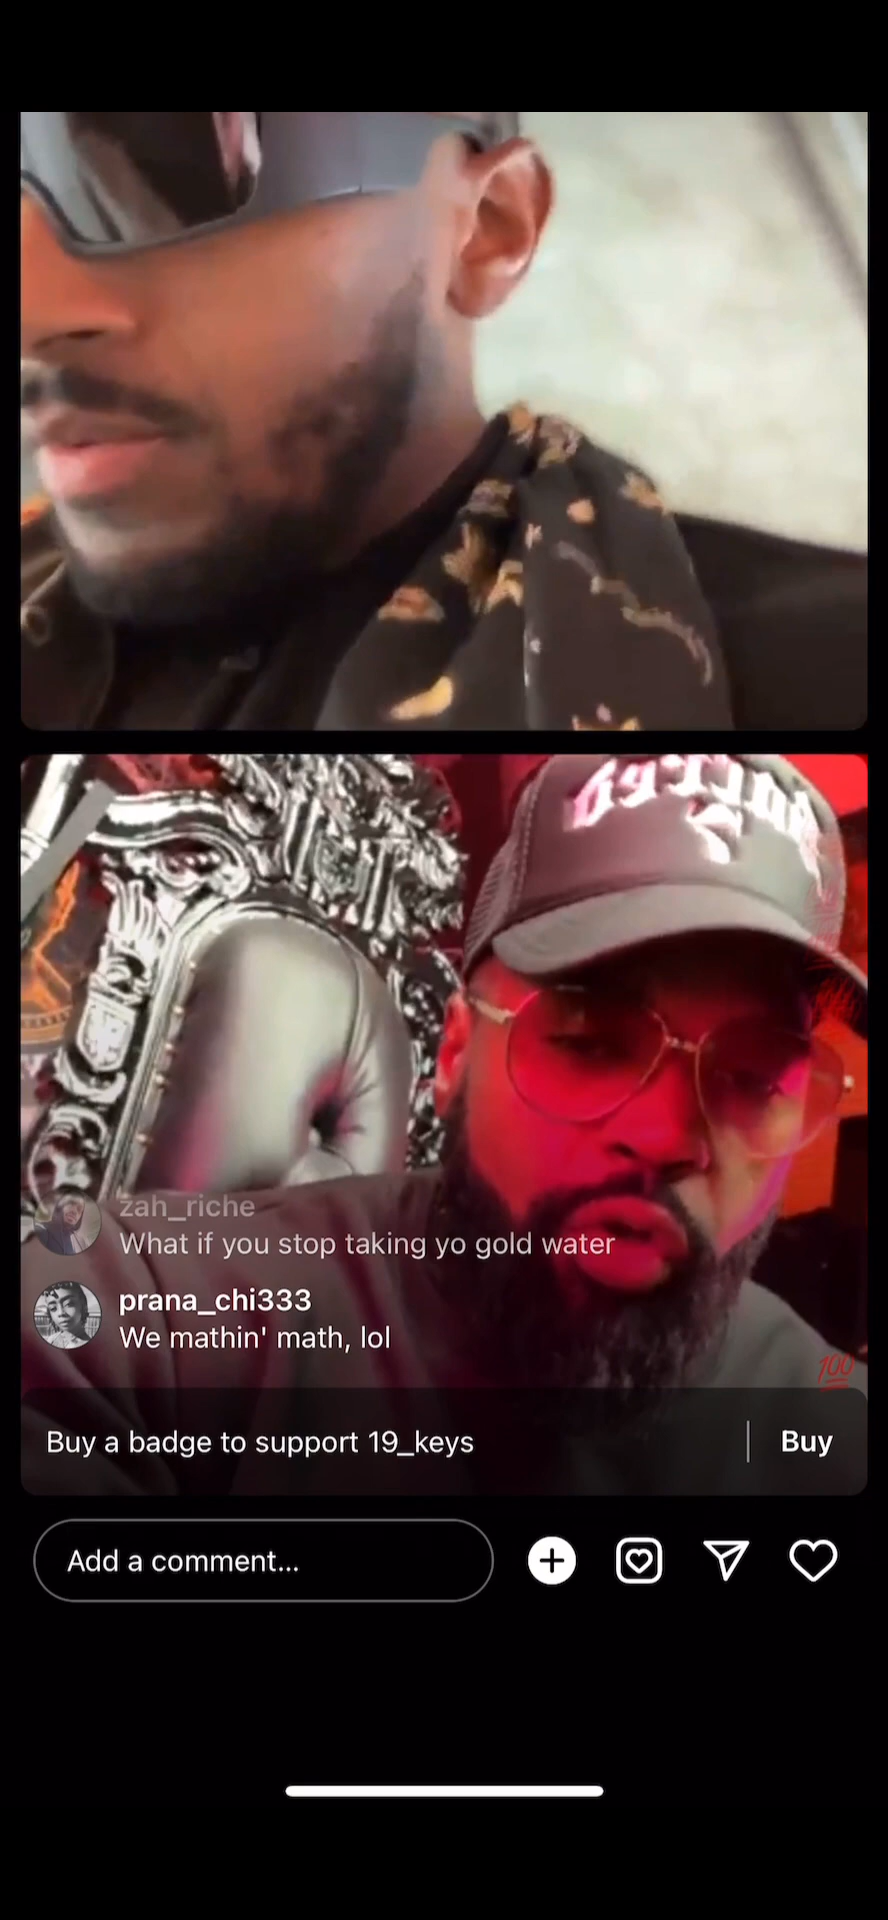 zah_riche
What if you stop taking yo gold water
prana_chi333
We mathin' math, lol
100
Buy a badge to support 19_keys
Buy
Add a comment...